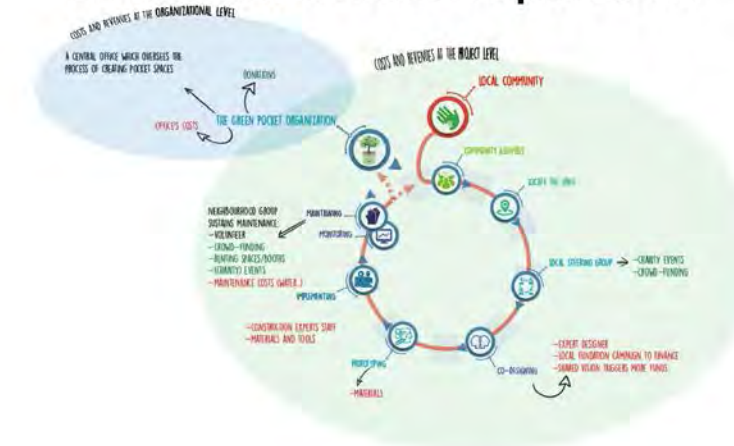 COSTS AND REVENUES AT THE ORGANIZATIONAL LEVEL
A CENTRAL OFFICE WHICH OVERSEES THE
PROCESS OF CREATING POCKET SPACES
DONATIONS
THE GREEN POCKET ORGANIZATION
OFFICE'S COSTS
COSTS AND REVENUES AT THE PROJECT LEVEL
LOCAL COMMUNITY
COMMUNITY
LOCATE THE
LOCAL STEERING GROUP
-CHARITY EVENTS
-CROWD-FUNDING
CO-DESIGNING
-EXPERT DESIGNER
-LOCAL FUNDATION CAMPAIGN TO FINANCE
-SHARED VISION TRIGGERS MORE FUNDS
PROTOTYPING
-MATERIALS
IMPLEMENTING
-CONSTRUCTION EXPERTS STAFF
-MATERIALS AND TOOLS
MONITORING
MAINTAINING
NEIGHBOURHOOD GROUP
SUSTAINS MAINTENANCE:
-VOLUNTEER
-CROWD-FUNDING
-RENTING SPACES/BOOTHS
-(CHARITY) EVENTS
-MAINTENANCE COSTS (WATER..)